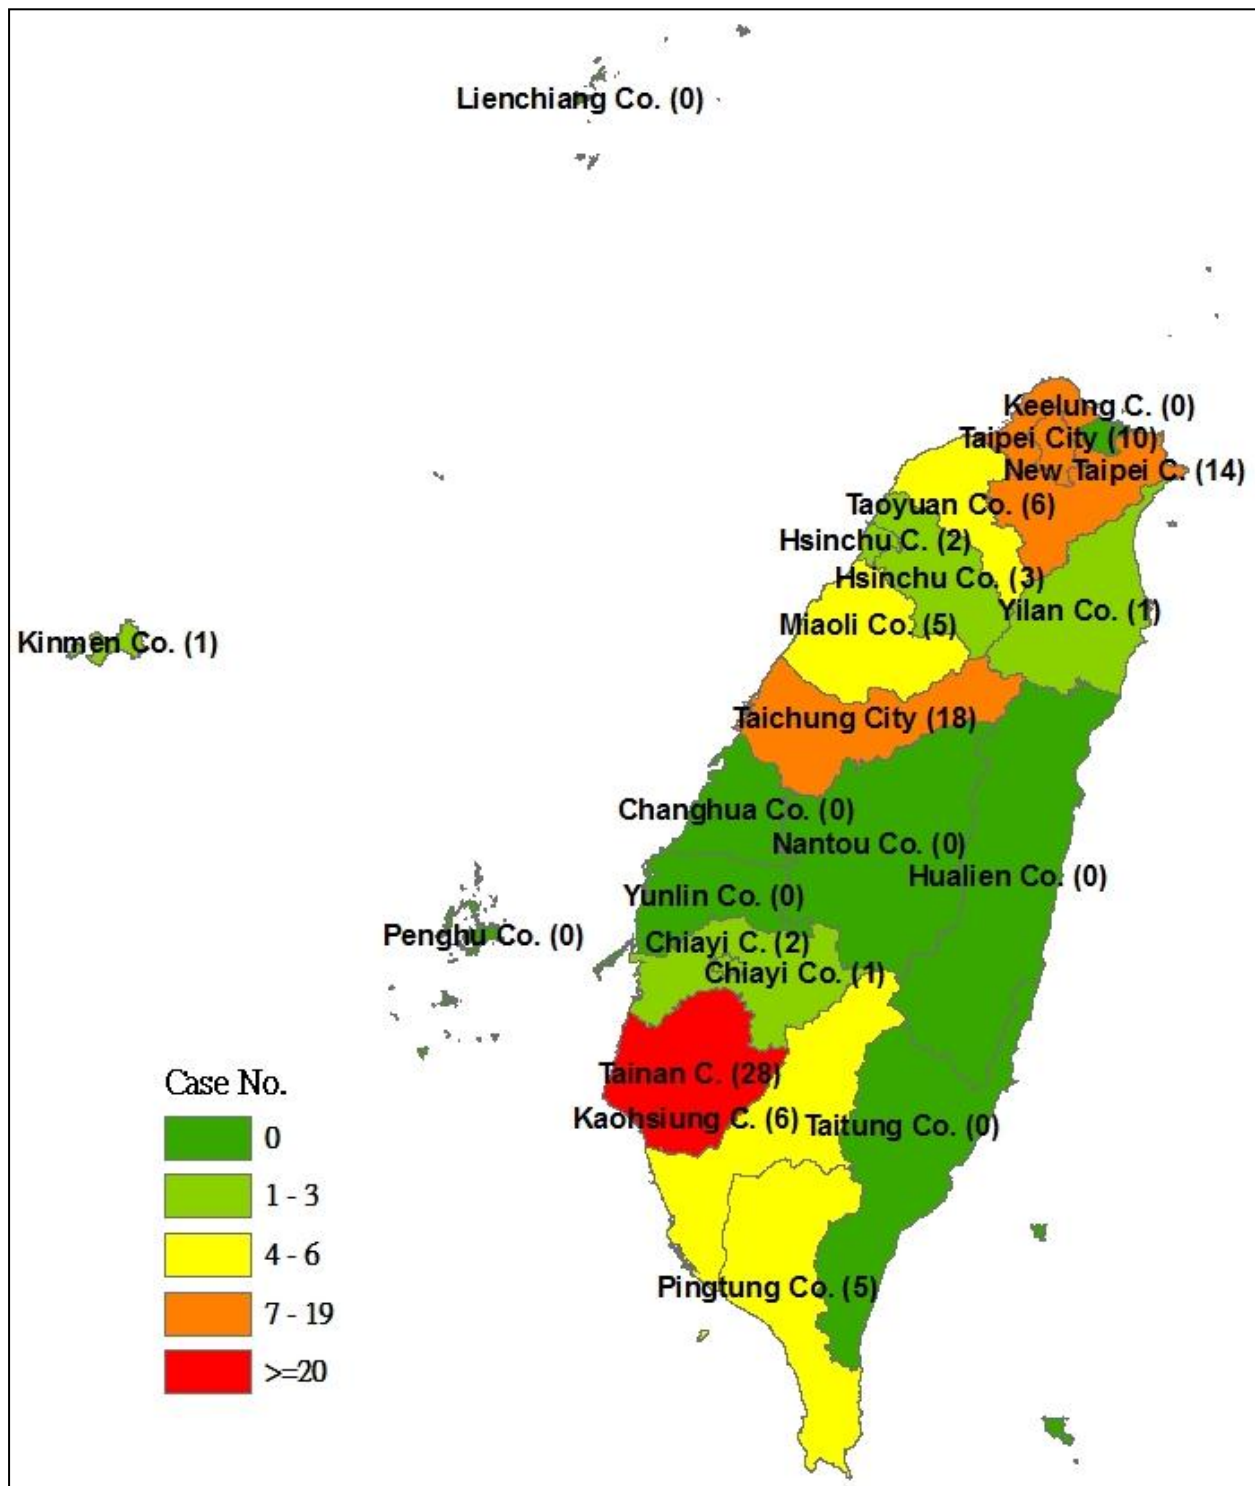 Lienchiang Co. (0)
Keelung C. (0)
Taipei City (10)
New Taipei C. (14)
Taoyuan Co. (6)
Hsinchu C. (2)
Hsinchu Co. (3)
Yilan Co. (1)
Miaoli Co. (5)
Kinmen Co. (1)
Taichung City (18)
Changhua Co. (0)
Nantou Co. (0)
Hualien Co. (0)
Yunlin Co. (0)
Penghu Co. (0)
Chiayi C. (2)
Chiayi Co. (1)
Tainan C. (28)
Kaohsiung C. (6)
Taitung Co. (0)
Pingtung Co. (5)
Case No.
0
1 - 3
4 - 6
7 - 19
>=20